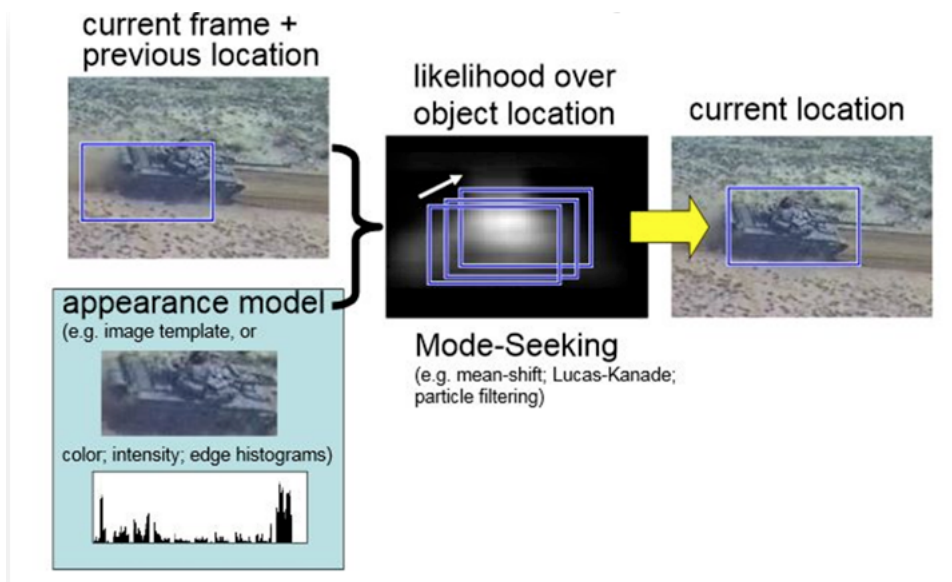 current frame +
previous location
likelihood over
object location
current location
appearance model
(e.g. image template, or
color; intensity; edge histograms)
Mode-Seeking
(e.g. mean-shift; Lucas-Kanade;
particle filtering)